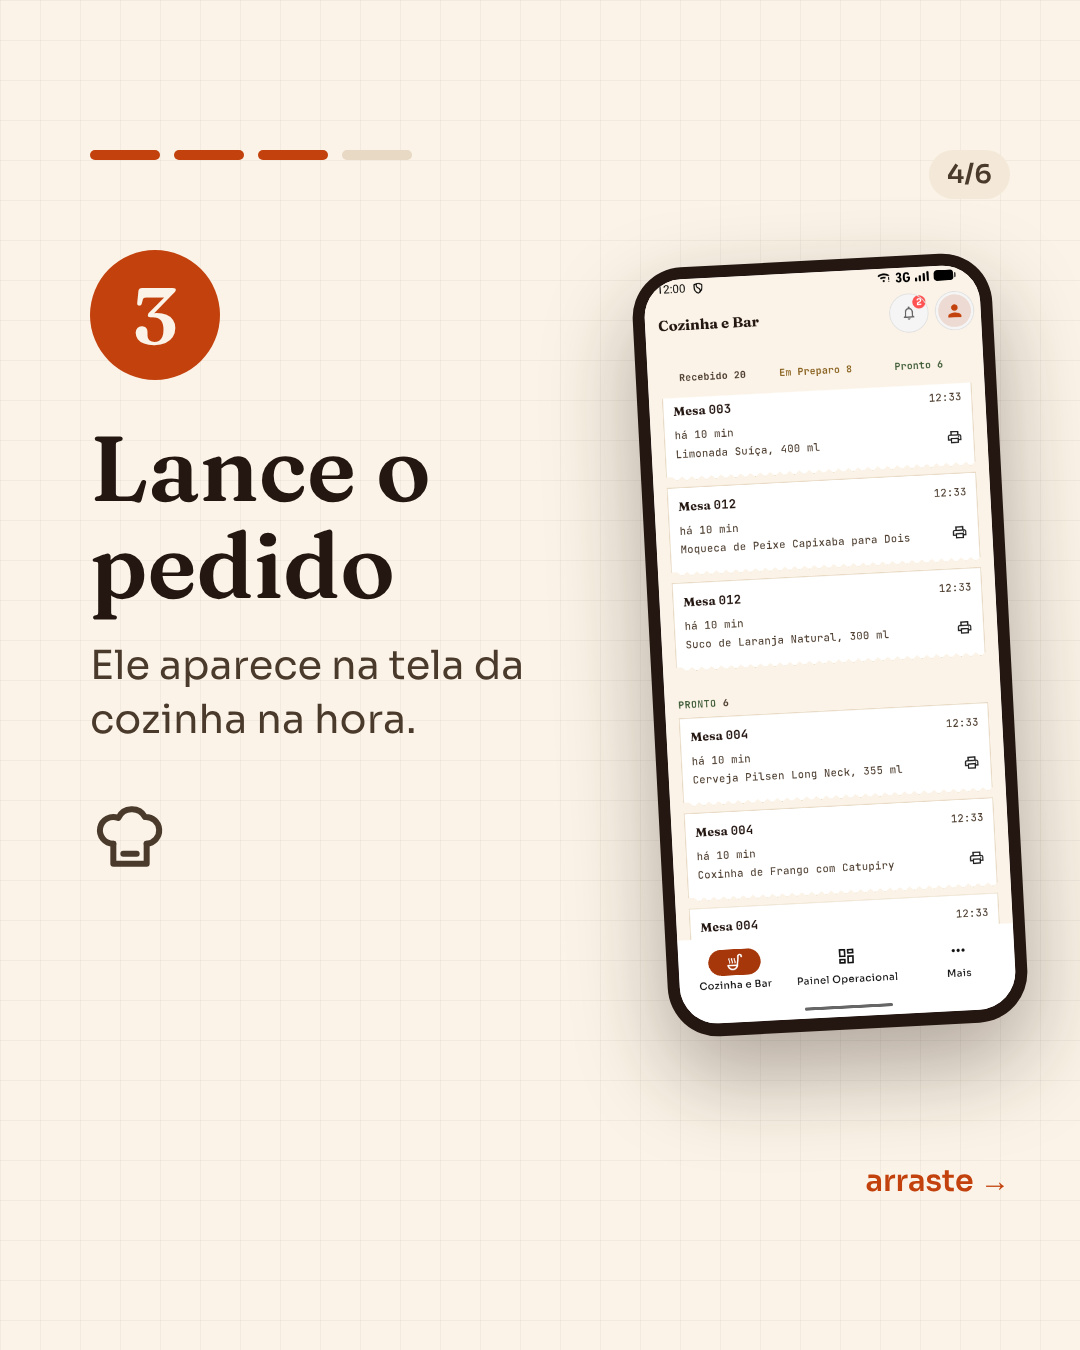 4/6
3
Lance o
pedido
Ele aparece na tela da
cozinha na hora.
12:00 3G
Cozinha e Bar
2
Recebido 20 Em Preparo 8 Pronto 6
Mesa 003 12:33
há 10 min
Limonada Suíça, 400 ml
Mesa 012 12:33
há 10 min
Moqueca de Peixe Capixaba para Dois
Mesa 012 12:33
há 10 min
Suco de Laranja Natural, 300 ml
PRONTO 6
Mesa 004 12:33
há 10 min
Cerveja Pilsen Long Neck, 355 ml
Mesa 004 12:33
há 10 min
Coxinha de Frango com Catupiry
Mesa 004 12:33
Cozinha e Bar Painel Operacional Mais
arraste →